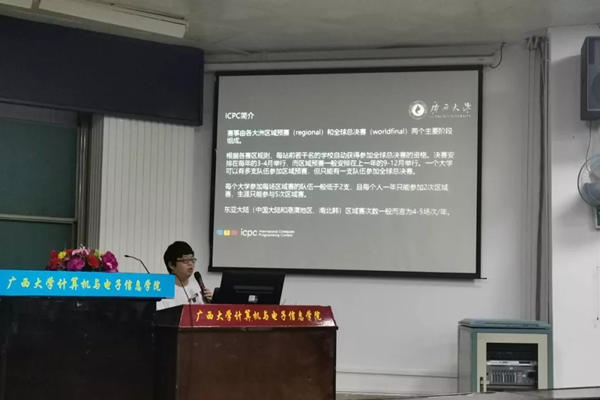 ICPC简介
广西大学
赛事由各大洲区域预赛（regional）和全球总决赛（worldfinal）两个主要阶段
组成。
根据各赛区规则，每站前若干名的学校自动获得参加全球总决赛的资格。决赛安
排在每年的3-4月举行，而区域预赛一般安排在上一年的9-12月举行。一个大学
可以有多支队伍参加区域预赛，但只能有一支队伍参加全球总决赛。
每个大学参加每场区域赛的队伍一般低于7支，且每个人一年只能参加2次区域
赛，生涯只能参与5次区域赛。
东亚大陆（中国大陆和港澳地区、南北韩）区域赛次数一般而言为4-5场次/年。
icpc International Collegiate
Programming Contest
广西大学计算机与电子信息学院
广西大学计算机与电子信息学院